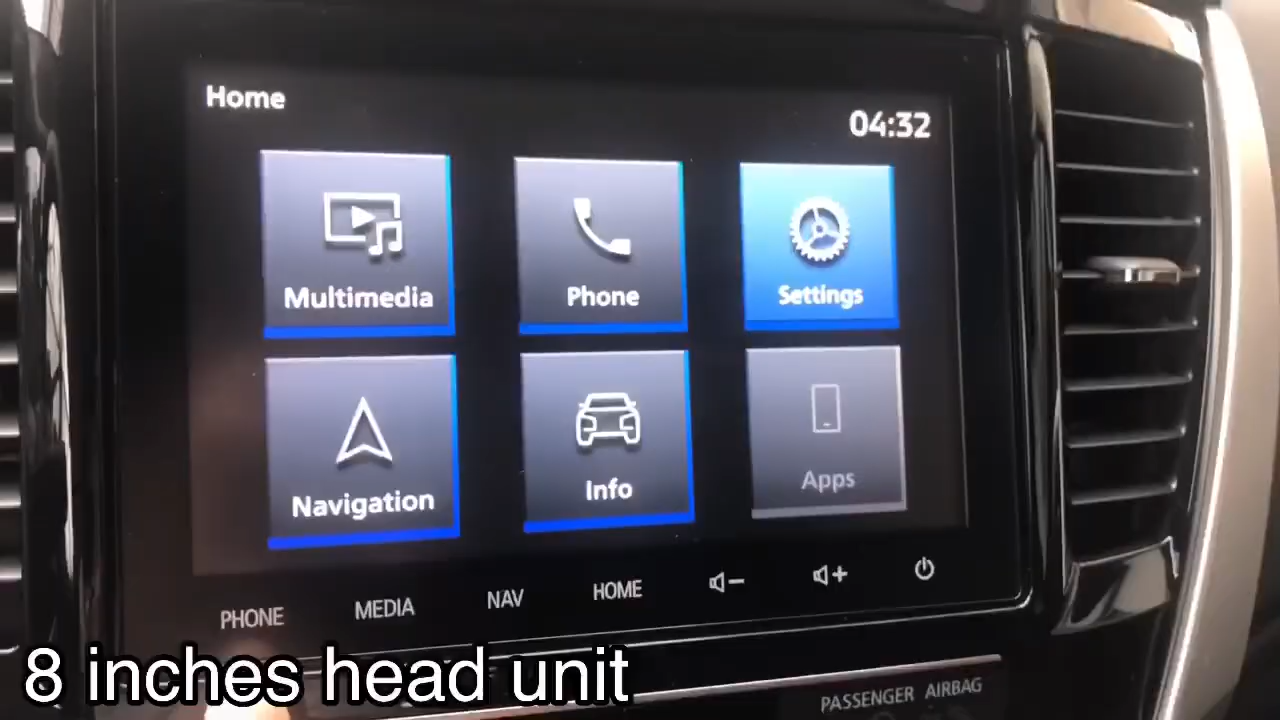 Home
04:32
Multimedia
Phone
Settings
Navigation
Info
Apps
PHONE
MEDIA
NAV
HOME
8 inches head unit
PASSENGER AIRBAG